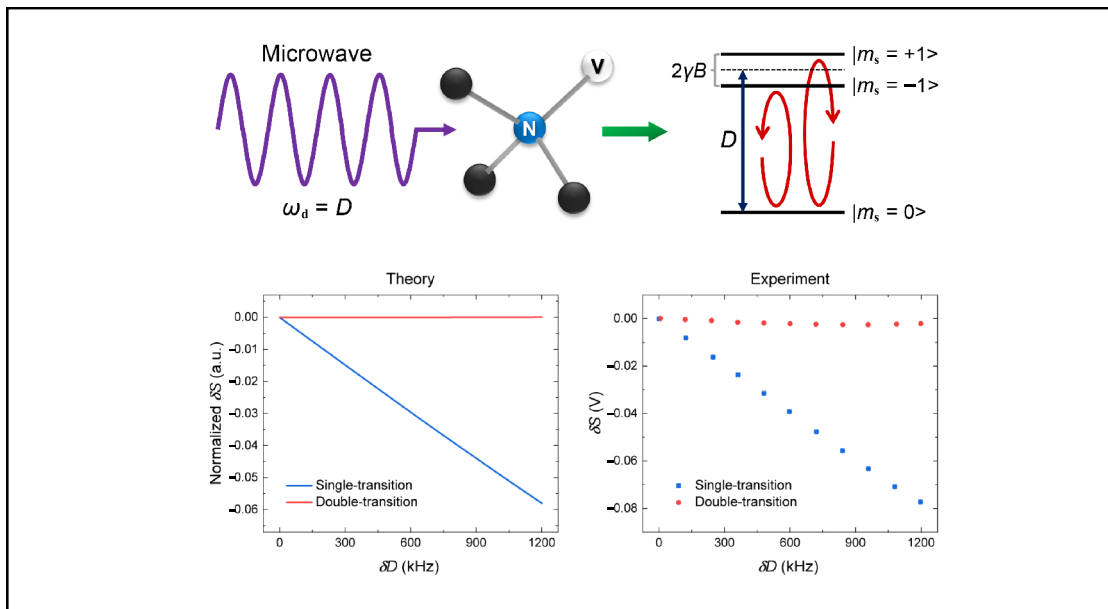 Microwave
ω_d = D
V
N
|m_s = +1>
2γB
|m_s = −1>
D
|m_s = 0>
Theory
Normalized δS (a.u.)
0.00
−0.01
−0.02
−0.03
−0.04
−0.05
−0.06
Single-transition
Double-transition
0 300 600 900 1200
δD (kHz)
Experiment
δS (V)
0.00
−0.02
−0.04
−0.06
−0.08
Single-transition
Double-transition
0 300 600 900 1200
δD (kHz)